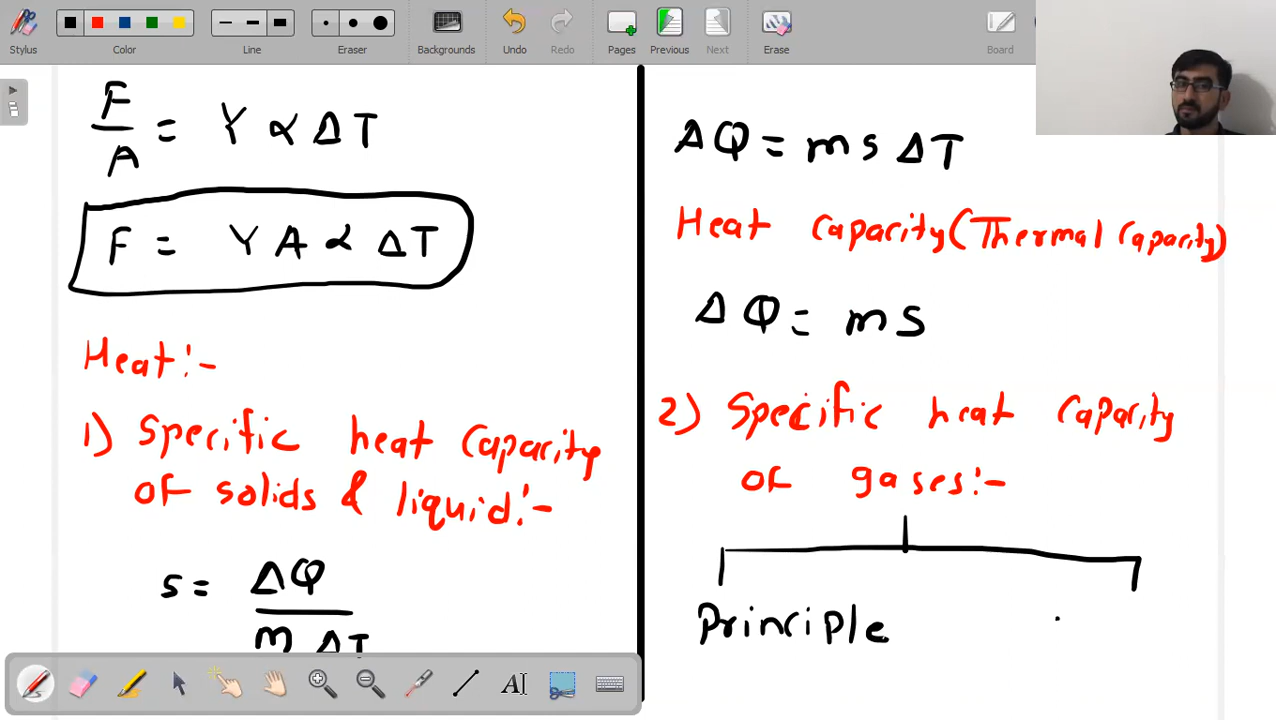 Stylus
Color
Line
Eraser
Backgrounds
Undo
Redo
Pages
Previous
Next
Erase
Board
F/A = Y α ΔT
F = Y A α ΔT
Heat:-
1) Specific heat capacity
of solids & liquid:-
s = ΔQ / m ΔT
ΔQ = m s ΔT
Heat capacity (Thermal capacity)
ΔQ = m s
2) Specific heat capacity
of gases:-
Principle
AI